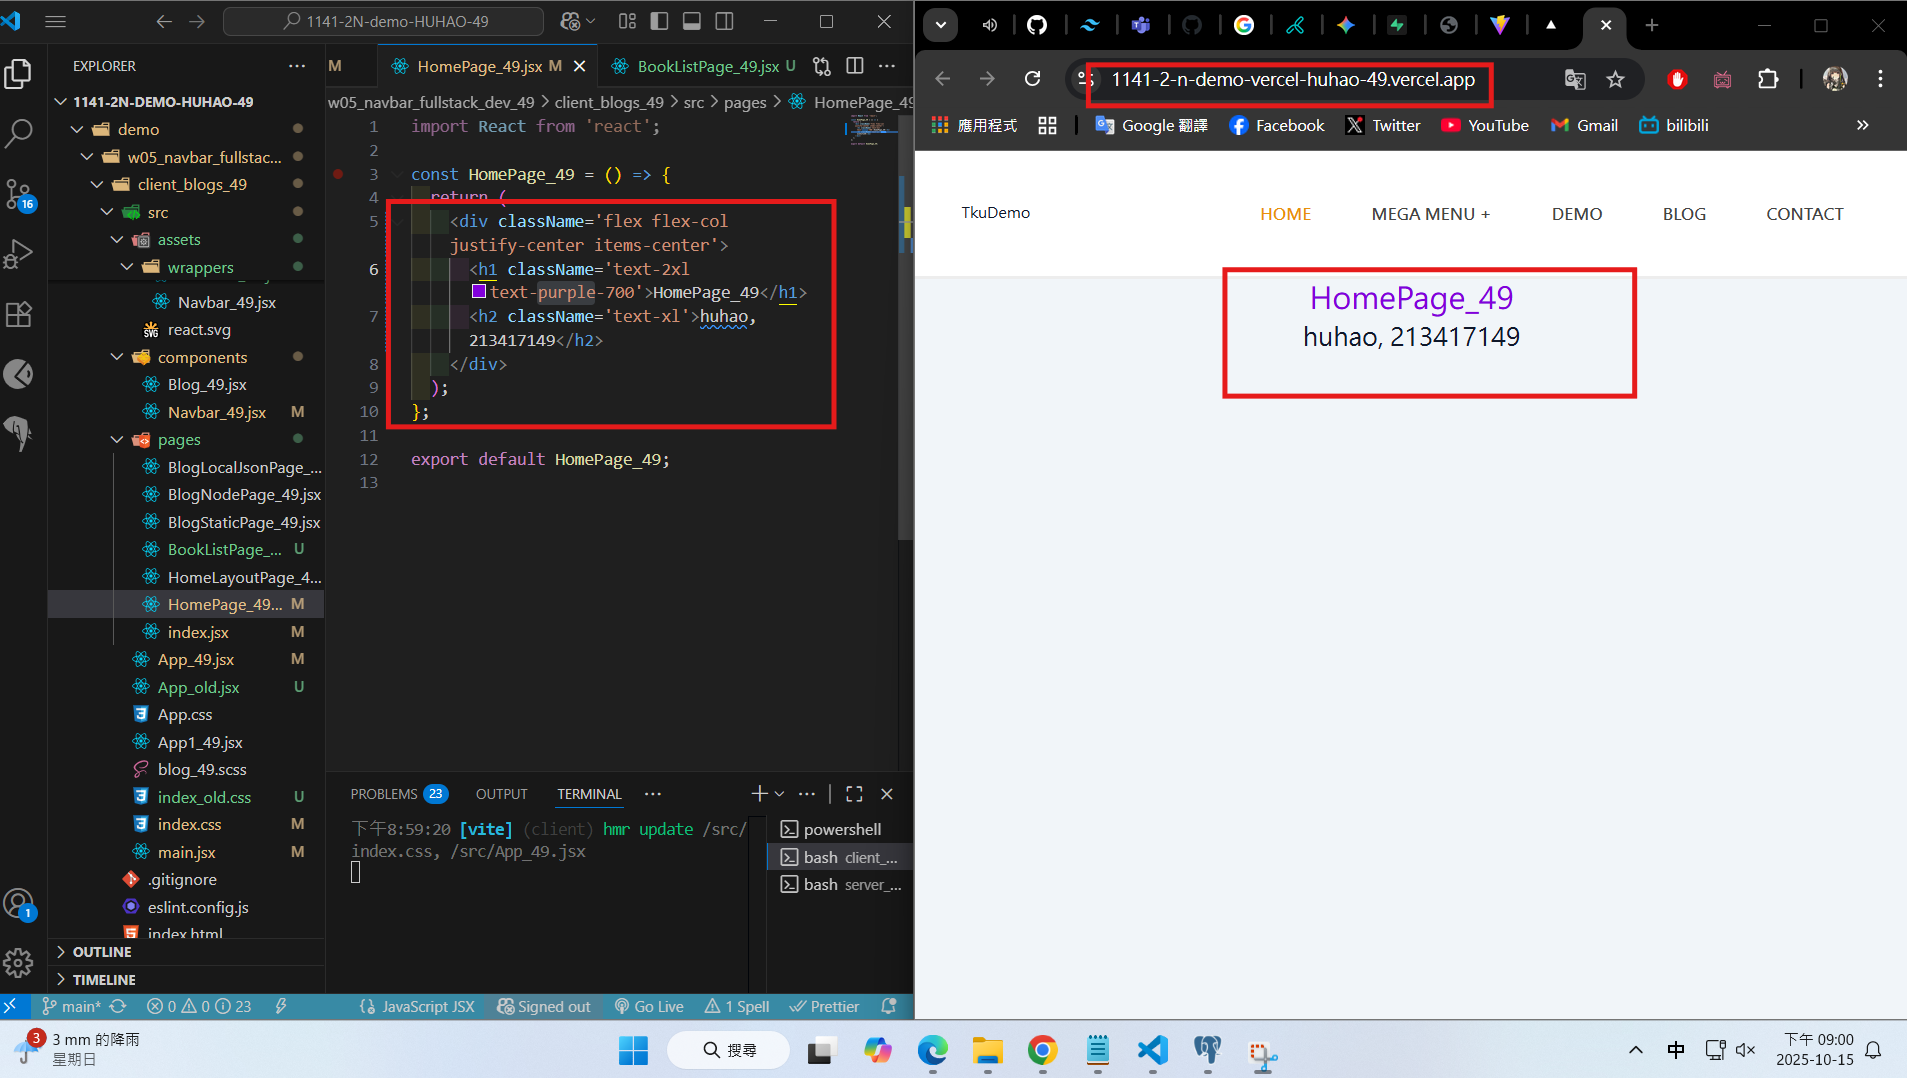 1141-2N-demo-HUHAO-49
EXPLORER
1141-2N-DEMO-HUHAO-49
demo
w05_navbar_fullstac...
client_blogs_49
src
assets
wrappers
Navbar_49.jsx
react.svg
components
Blog_49.jsx
Navbar_49.jsx M
pages
BlogLocalJsonPage_...
BlogNodePage_49.jsx
BlogStaticPage_49.jsx
BookListPage_... U
HomeLayoutPage_4...
HomePage_49... M
index.jsx M
App_49.jsx M
App_old.jsx U
App.css
App1_49.jsx
blog_49.scss
index_old.css U
index.css M
main.jsx M
.gitignore
eslint.config.js
index.html
OUTLINE
TIMELINE
16
1
M
HomePage_49.jsx M
BookListPage_49.jsx U
w05_navbar_fullstack_dev_49 > client_blogs_49 > src > pages > HomePage_49
1 import React from 'react';
2
3 const HomePage_49 = () => {
4 return (
5 <div className='flex flex-col
justify-center items-center'>
6 <h1 className='text-2xl
text-purple-700'>HomePage_49</h1>
7 <h2 className='text-xl'>huhao,
213417149</h2>
8 </div>
9 );
10 };
11
12 export default HomePage_49;
13
PROBLEMS 23 OUTPUT TERMINAL
下午8:59:20 [vite] (client) hmr update /src/
index.css, /src/App_49.jsx
powershell
bash client_...
bash server_...
main* 0 0 23 JavaScript JSX Signed out Go Live 1 Spell Prettier
1141-2-n-demo-vercel-huhao-49.vercel.app
應用程式 Google 翻譯 Facebook Twitter YouTube Gmail bilibili
TkuDemo HOME MEGA MENU + DEMO BLOG CONTACT
HomePage_49
huhao, 213417149
3
3 mm 的降雨
星期日
搜尋
中
下午 09:00
2025-10-15